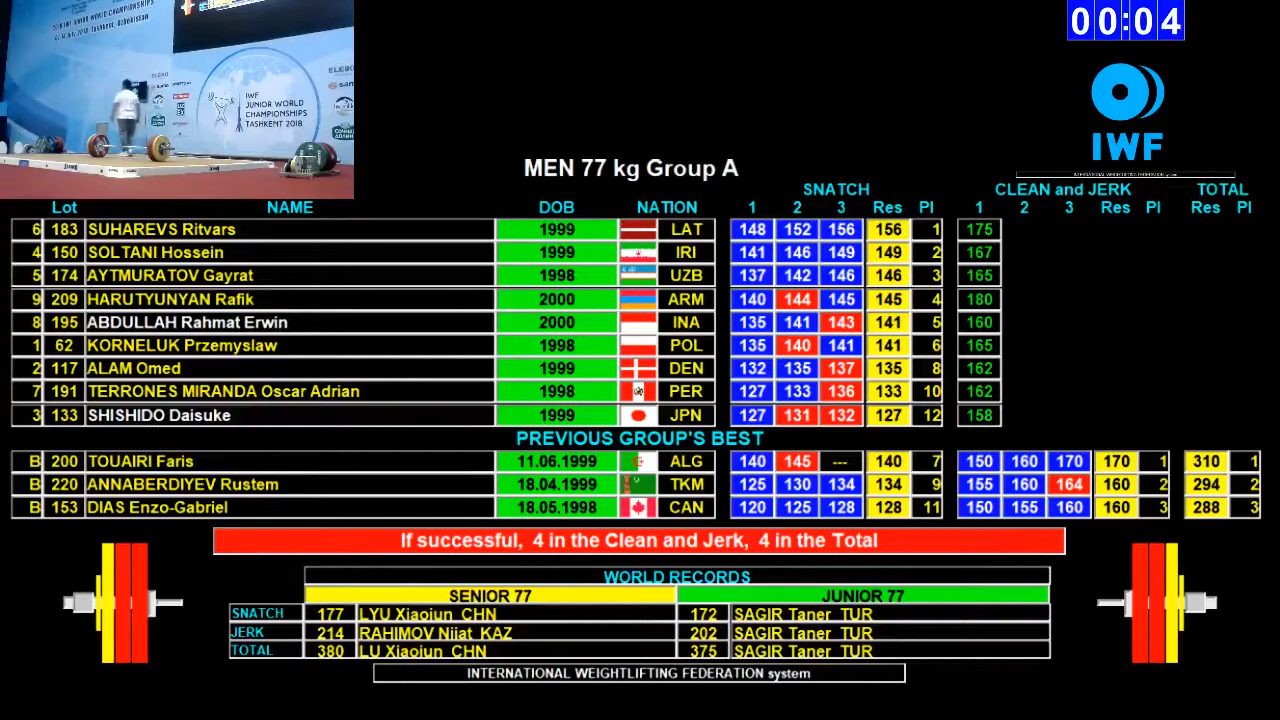 2018 IWF JUNIOR WORLD CHAMPIONSHIPS
IWF
JUNIOR WORLD
CHAMPIONSHIPS
TASHKENT 2018
ELEIKO
00:04
IWF
INTERNATIONAL WEIGHTLIFTING FEDERATION system
MEN 77 kg Group A
SNATCH CLEAN and JERK TOTAL
Lot NAME DOB NATION 1 2 3 Res Pl 1 2 3 Res Pl Res Pl
6 183 SUHAREVS Ritvars 1999 LAT 148 152 156 156 1 175
4 150 SOLTANI Hossein 1999 IRI 141 146 149 149 2 167
5 174 AYTMURATOV Gayrat 1998 UZB 137 142 146 146 3 165
9 209 HARUTYUNYAN Rafik 2000 ARM 140 144 145 145 4 180
8 195 ABDULLAH Rahmat Erwin 2000 INA 135 141 143 141 5 160
1 62 KORNELUK Przemyslaw 1998 POL 135 140 141 141 6 165
2 117 ALAM Omed 1999 DEN 132 135 137 135 8 162
7 191 TERRONES MIRANDA Oscar Adrian 1998 PER 127 133 136 133 10 162
3 133 SHISHIDO Daisuke 1999 JPN 127 131 132 127 12 158
PREVIOUS GROUP'S BEST
B 200 TOUAIRI Faris 11.06.1999 ALG 140 145 --- 140 7 150 160 170 170 1 310 1
B 220 ANNABERDIYEV Rustem 18.04.1999 TKM 125 130 134 134 9 155 160 164 160 2 294 2
B 153 DIAS Enzo-Gabriel 18.05.1998 CAN 120 125 128 128 11 150 155 160 160 3 288 3
If successful, 4 in the Clean and Jerk, 4 in the Total
WORLD RECORDS
SENIOR 77 JUNIOR 77
SNATCH 177 LYU Xiaojun CHN 172 SAGIR Taner TUR
JERK 214 RAHIMOV Nijat KAZ 202 SAGIR Taner TUR
TOTAL 380 LU Xiaojun CHN 375 SAGIR Taner TUR
INTERNATIONAL WEIGHTLIFTING FEDERATION system